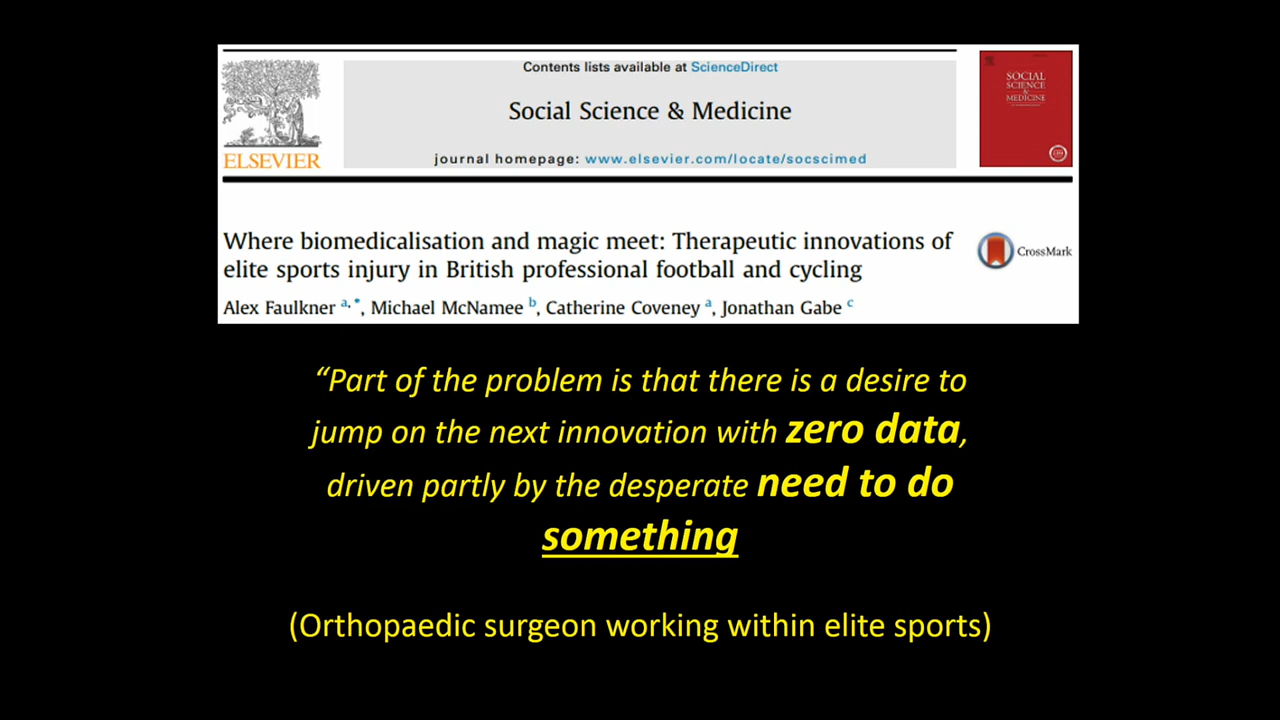 Contents lists available at ScienceDirect
Social Science & Medicine
journal homepage: www.elsevier.com/locate/socscimed
ELSEVIER
SOCIAL
SCIENCE
&
MEDICINE
Where biomedicalisation and magic meet: Therapeutic innovations of
elite sports injury in British professional football and cycling
CrossMark
Alex Faulkner a, *, Michael McNamee b, Catherine Coveney a, Jonathan Gabe c
“Part of the problem is that there is a desire to
jump on the next innovation with zero data,
driven partly by the desperate need to do
something
(Orthopaedic surgeon working within elite sports)